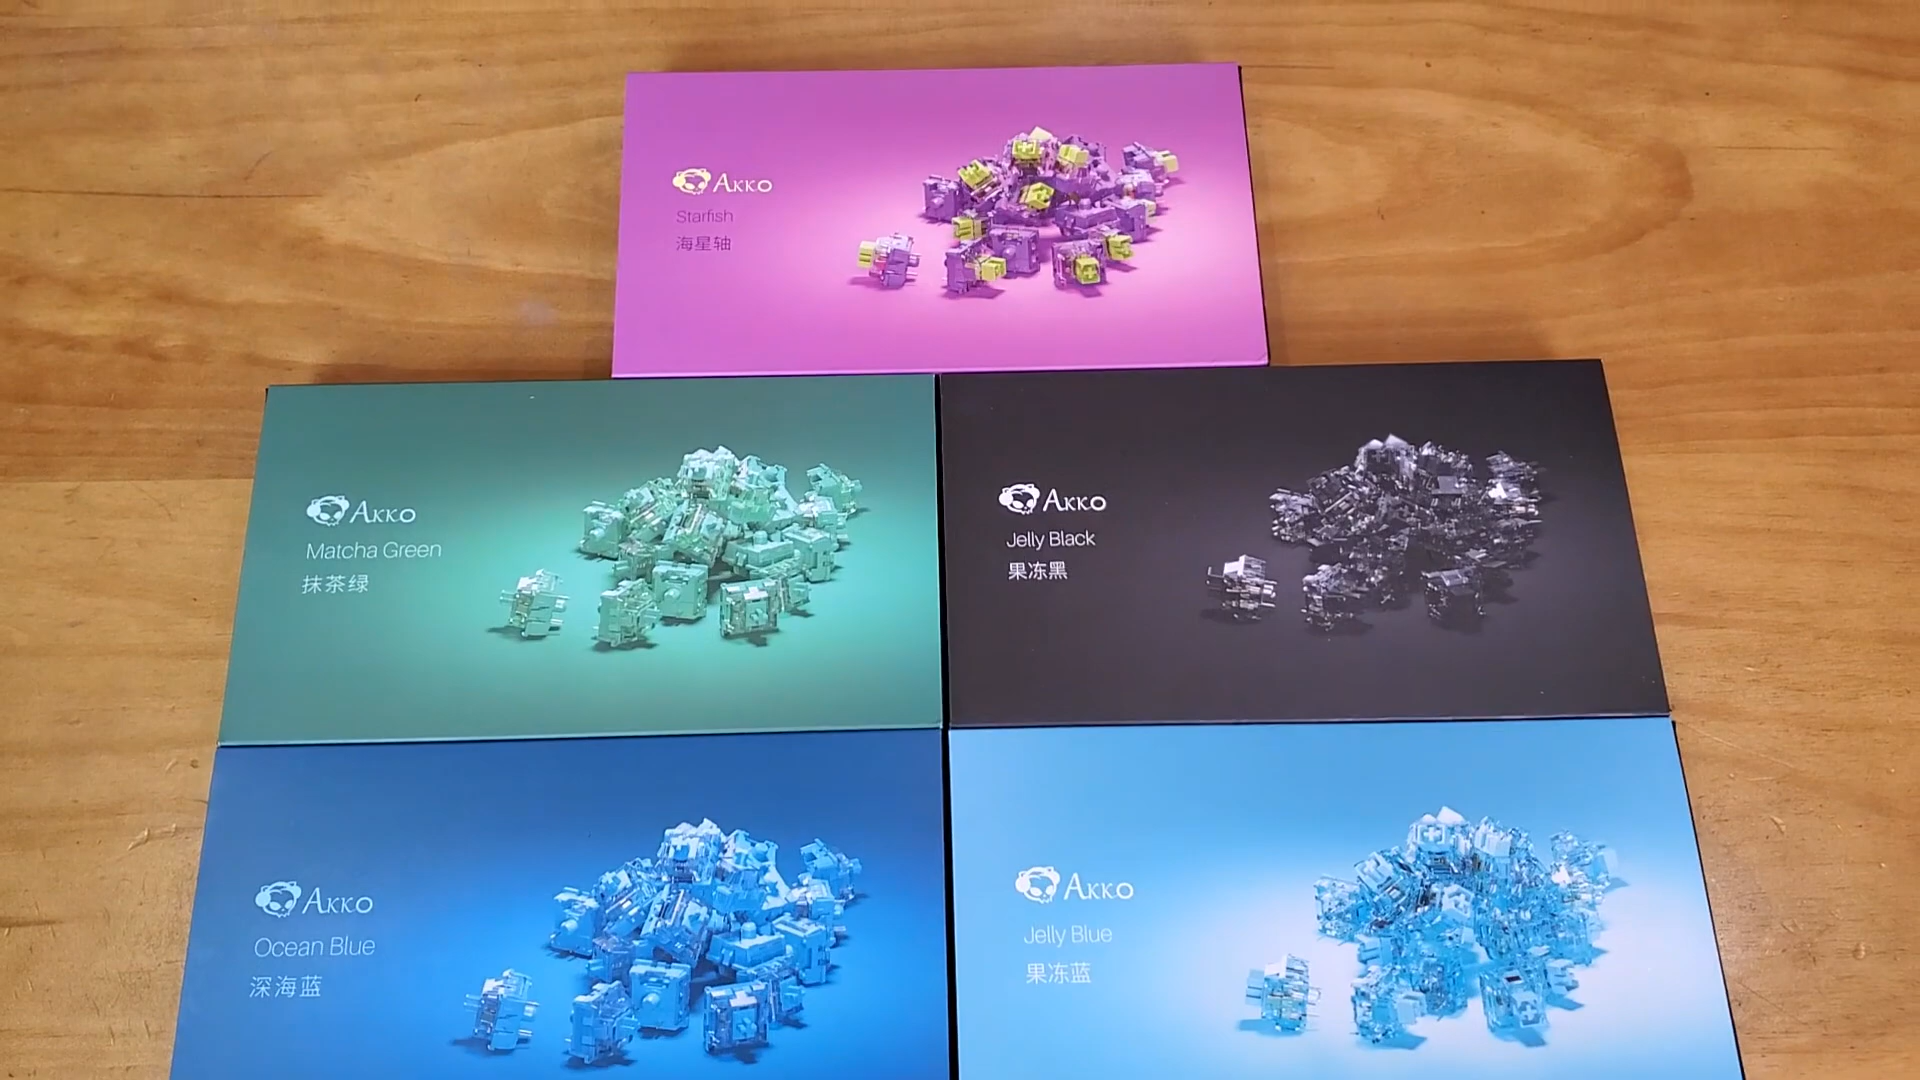 Akko
Starfish
海星轴
Akko
Matcha Green
抹茶绿
Akko
Jelly Black
果冻黑
Akko
Ocean Blue
深海蓝
Akko
Jelly Blue
果冻蓝